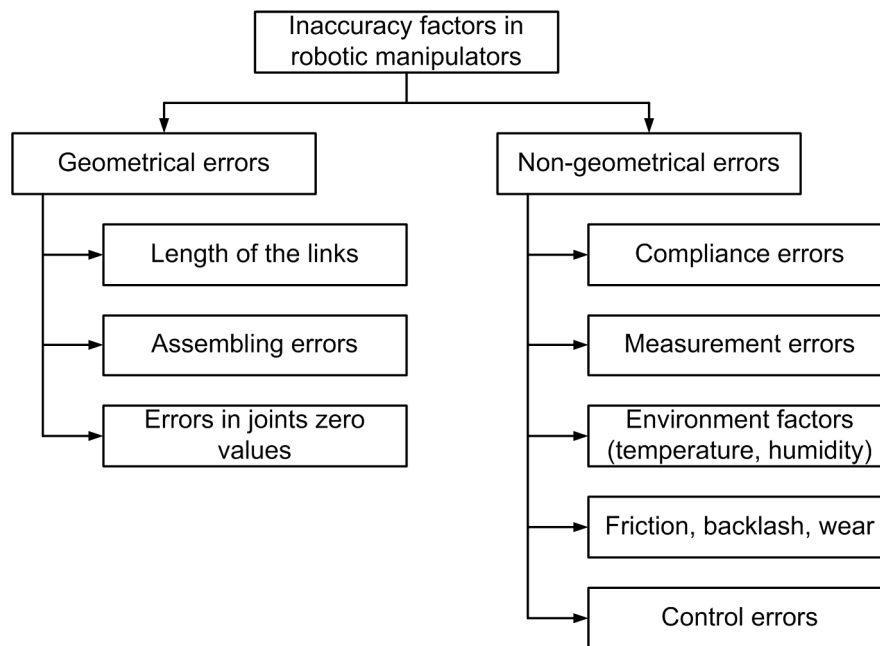 Inaccuracy factors in
robotic manipulators
Geometrical errors
Non-geometrical errors
Length of the links
Assembling errors
Errors in joints zero
values
Compliance errors
Measurement errors
Environment factors
(temperature, humidity)
Friction, backlash, wear
Control errors